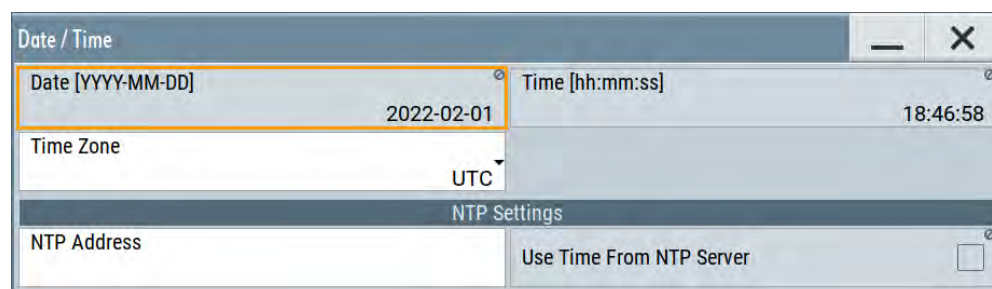 Date / Time
Date [YYYY-MM-DD]
2022-02-01
Time [hh:mm:ss]
18:46:58
Time Zone
UTC
NTP Settings
NTP Address
Use Time From NTP Server